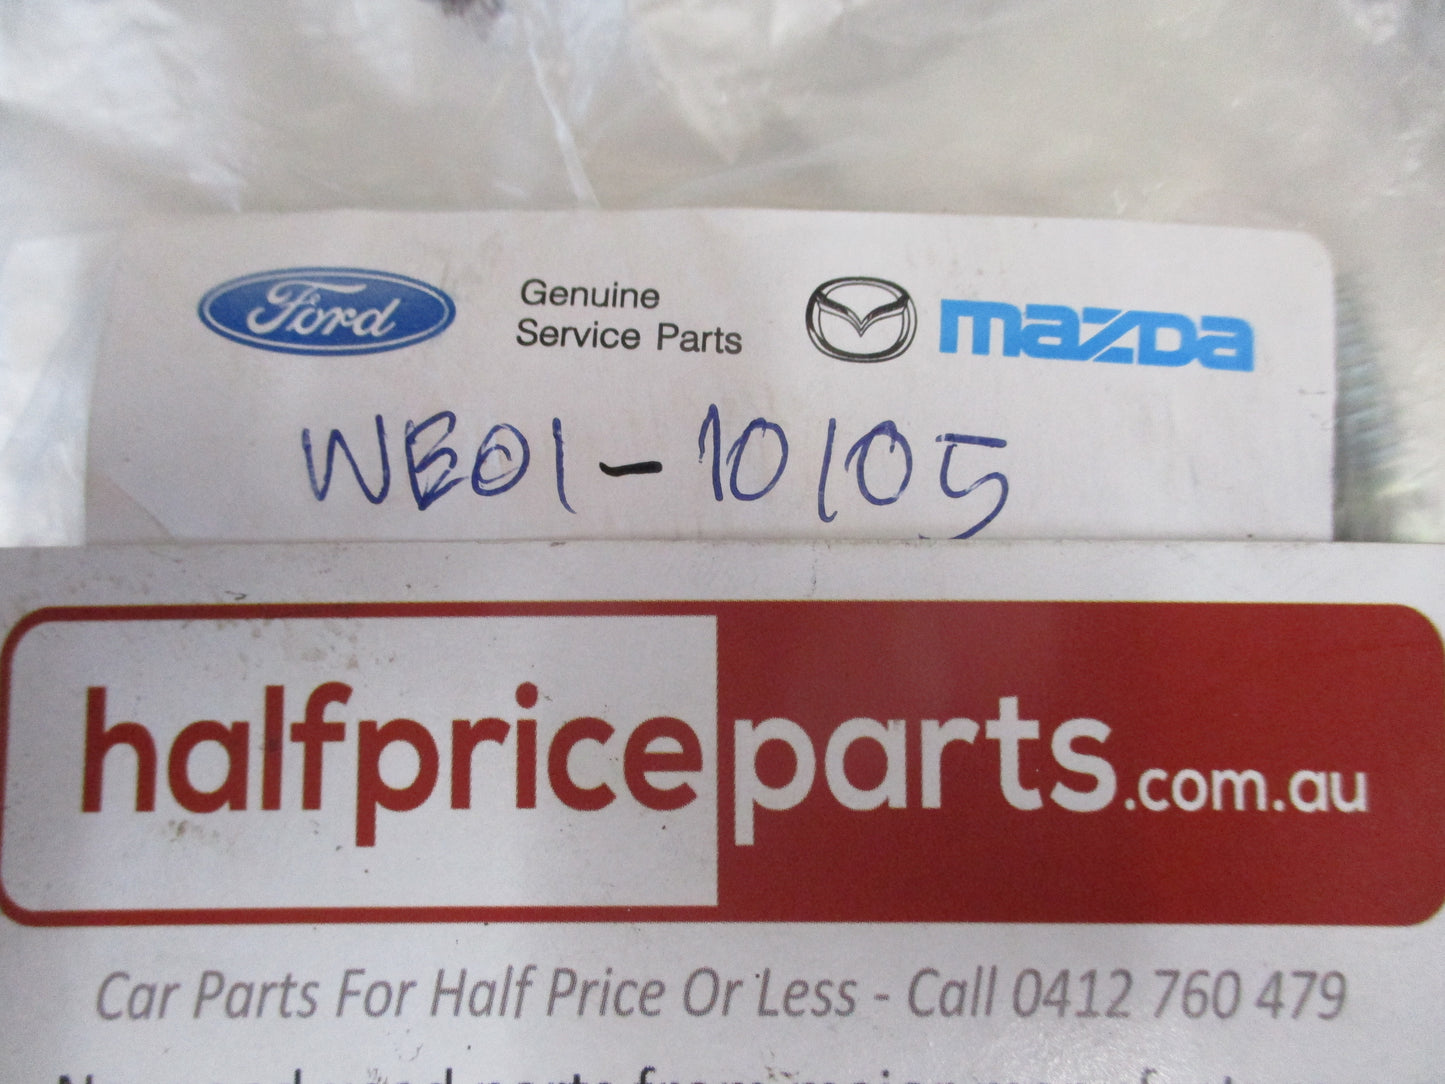 Ford
Genuine
Service Parts
mazda
WE01-10105
halfpriceparts.com.au
Car Parts For Half Price Or Less - Call 0412 760 479